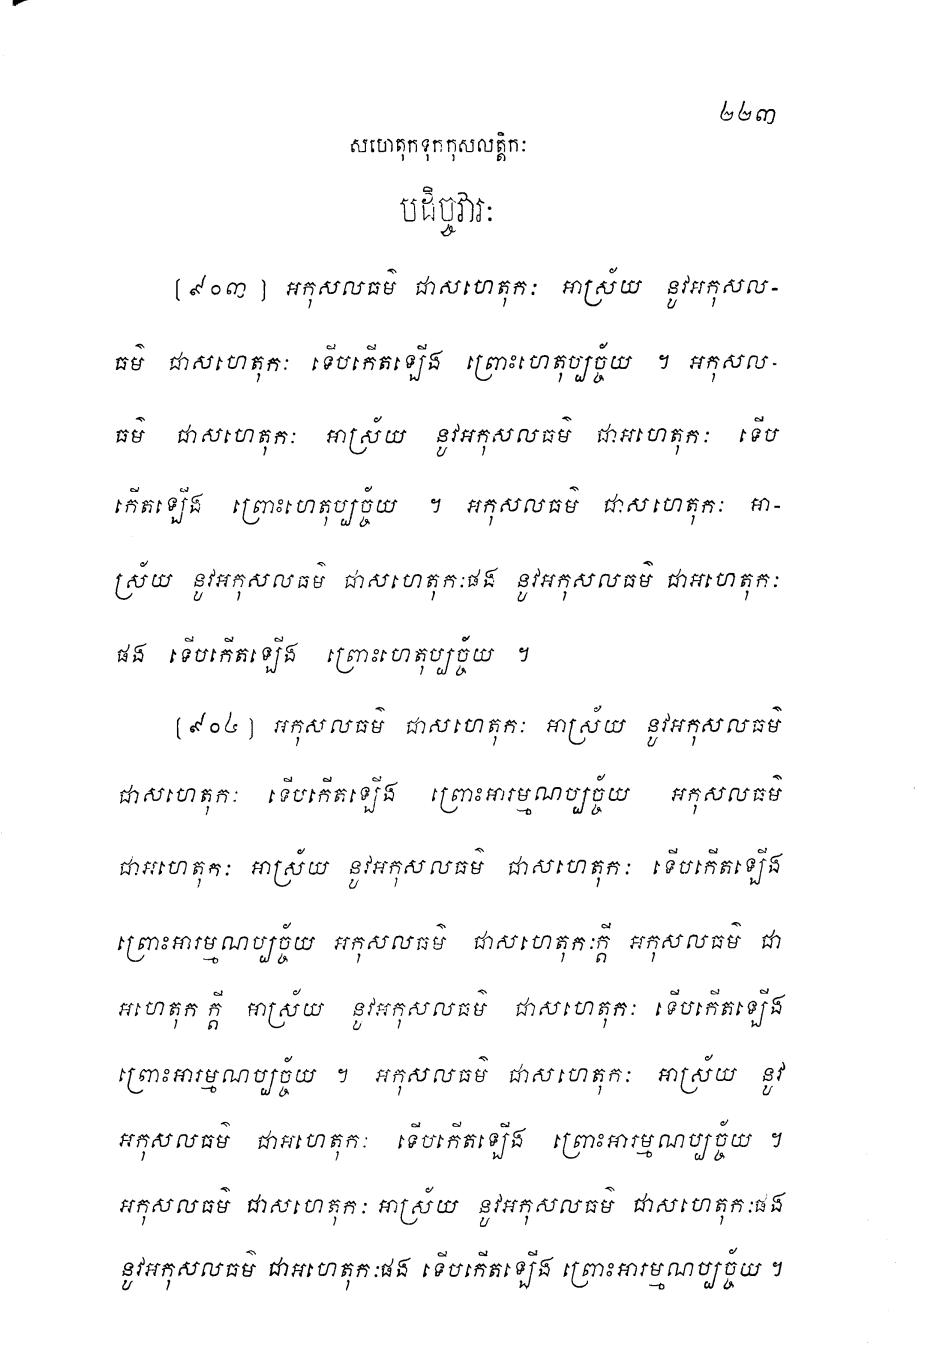 ២២៣
សហេតុកទុកកុសលត្តិកៈ
បដិច្ចវារៈ
[៩០៣] អកុសលធម៌ ជាសហេតុកៈ អាស្រ័យ នូវអកុសល-
ធម៌ ជាសហេតុកៈ ទើបកើតឡើង ព្រោះហេតុប្បច្ច័យ ។ អកុសល-
ធម៌ ជាសហេតុកៈ អាស្រ័យ នូវអកុសលធម៌ ជាអហេតុកៈ ទើប
កើតឡើង ព្រោះហេតុប្បច្ច័យ ។ អកុសលធម៌ ជាសហេតុកៈ អា-
ស្រ័យ នូវអកុសលធម៌ ជាសហេតុកៈផង នូវអកុសលធម៌ ជាអហេតុកៈ
ផង ទើបកើតឡើង ព្រោះហេតុប្បច្ច័យ ។
[៩០៤] អកុសលធម៌ ជាសហេតុកៈ អាស្រ័យ នូវអកុសលធម៌
ជាសហេតុកៈ ទើបកើតឡើង ព្រោះអារម្មណប្បច្ច័យ អកុសលធម៌
ជាអហេតុកៈ អាស្រ័យ នូវអកុសលធម៌ ជាសហេតុកៈ ទើបកើតឡើង
ព្រោះអារម្មណប្បច្ច័យ អកុសលធម៌ ជាសហេតុកៈក្តី អកុសលធម៌ ជា
អហេតុកក្តី អាស្រ័យ នូវអកុសលធម៌ ជាសហេតុកៈ ទើបកើតឡើង
ព្រោះអារម្មណប្បច្ច័យ ។ អកុសលធម៌ ជាសហេតុកៈ អាស្រ័យ នូវ
អកុសលធម៌ ជាអហេតុកៈ ទើបកើតឡើង ព្រោះអារម្មណប្បច្ច័យ ។
អកុសលធម៌ ជាសហេតុកៈ អាស្រ័យ នូវអកុសលធម៌ ជាសហេតុកៈផង
នូវអកុសលធម៌ ជាអហេតុកៈផង ទើបកើតឡើង ព្រោះអារម្មណប្បច្ច័យ ។